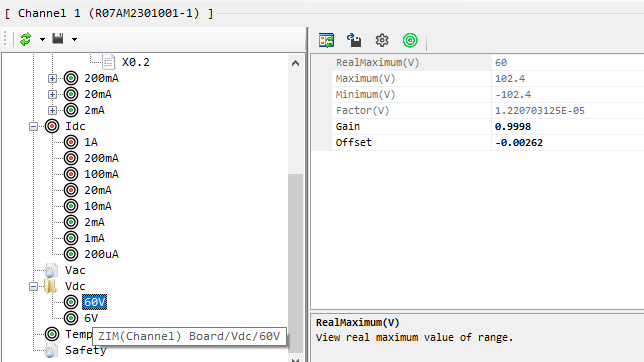 [ Channel 1 (R07AM2301001-1) ]
X0.2
200mA
20mA
2mA
Idc
1A
200mA
100mA
20mA
10mA
2mA
1mA
200uA
Vac
Vdc
60V
6V
Temp
ZIM(Channel) Board/Vdc/60V
Safety
RealMaximum(V) 60
Maximum(V) 102.4
Minimum(V) -102.4
Factor(V) 1.220703125E-05
Gain 0.9998
Offset -0.00262
RealMaximum(V)
View real maximum value of range.